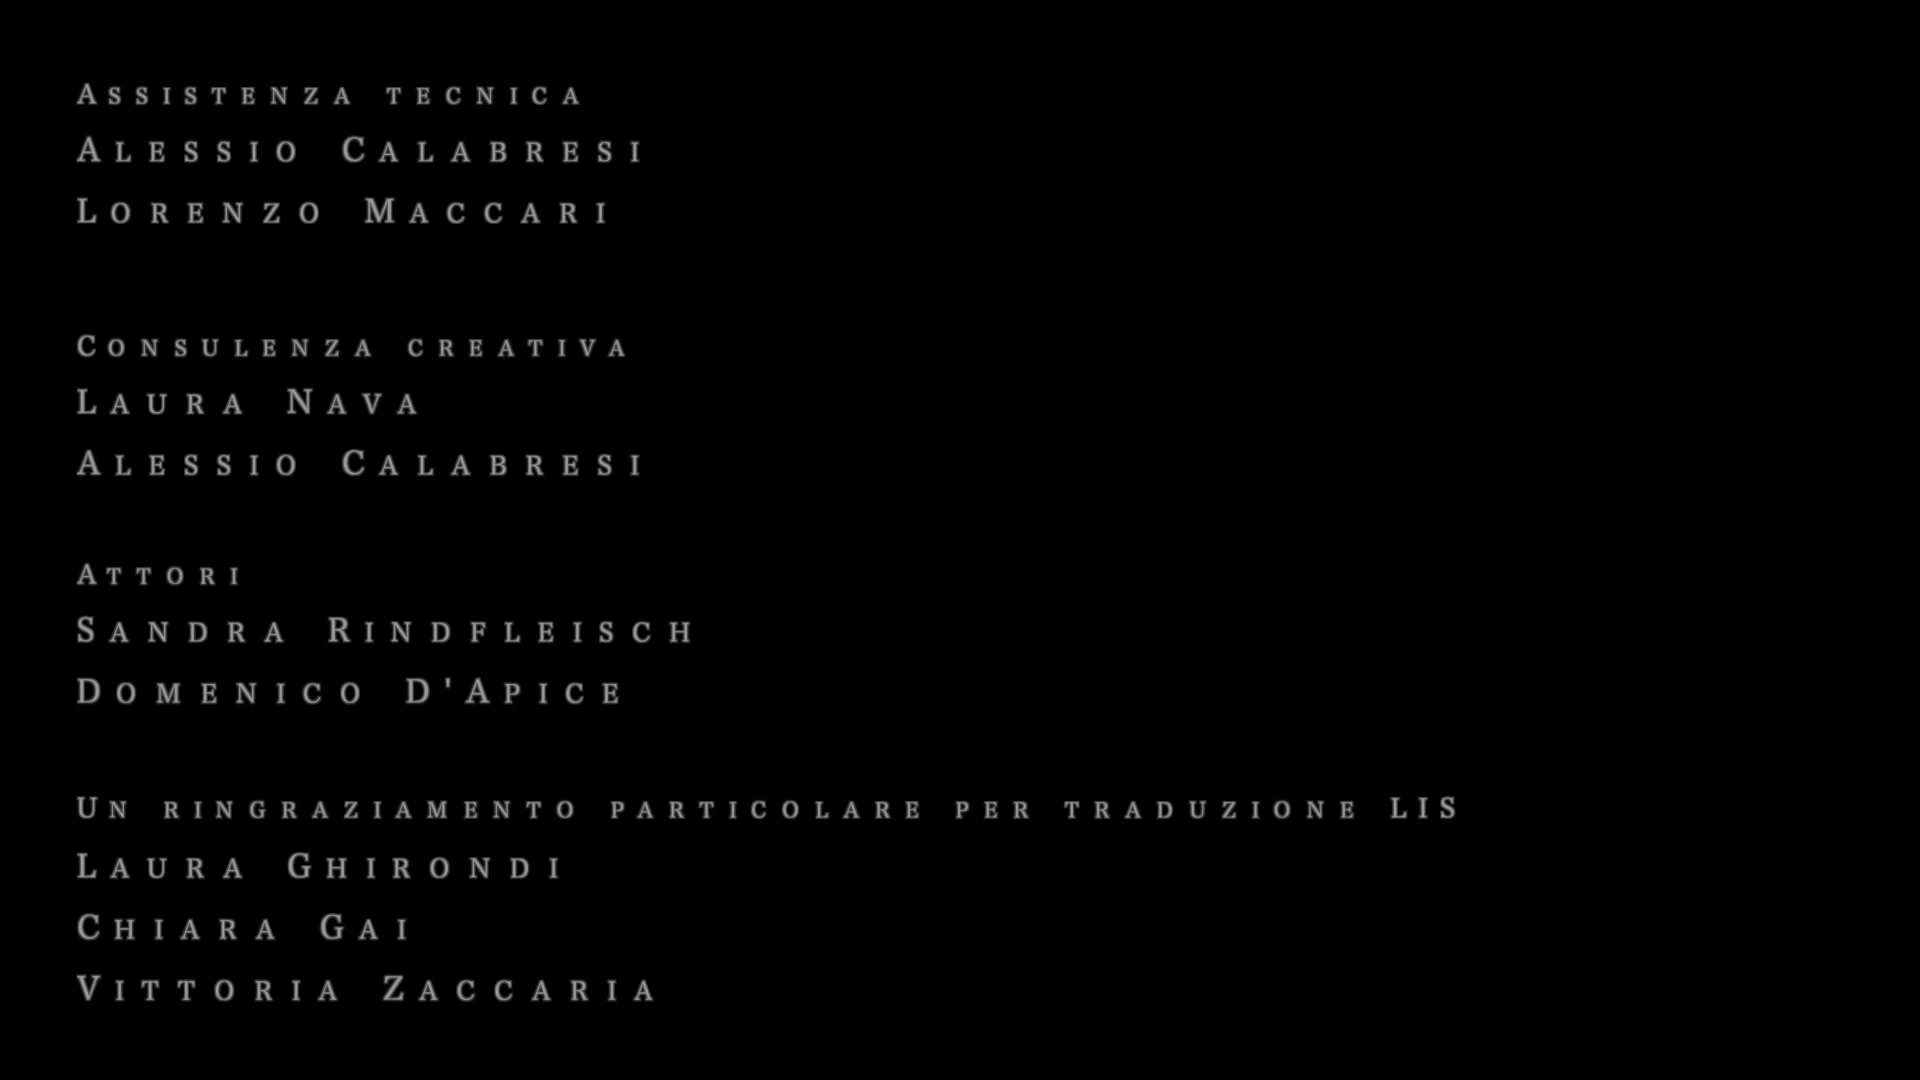 Assistenza tecnica
Alessio Calabresi
Lorenzo Maccari
Consulenza creativa
Laura Nava
Alessio Calabresi
Attori
Sandra Rindfleisch
Domenico D'Apice
Un ringraziamento particolare per traduzione LIS
Laura Ghirondi
Chiara Gai
Vittoria Zaccaria